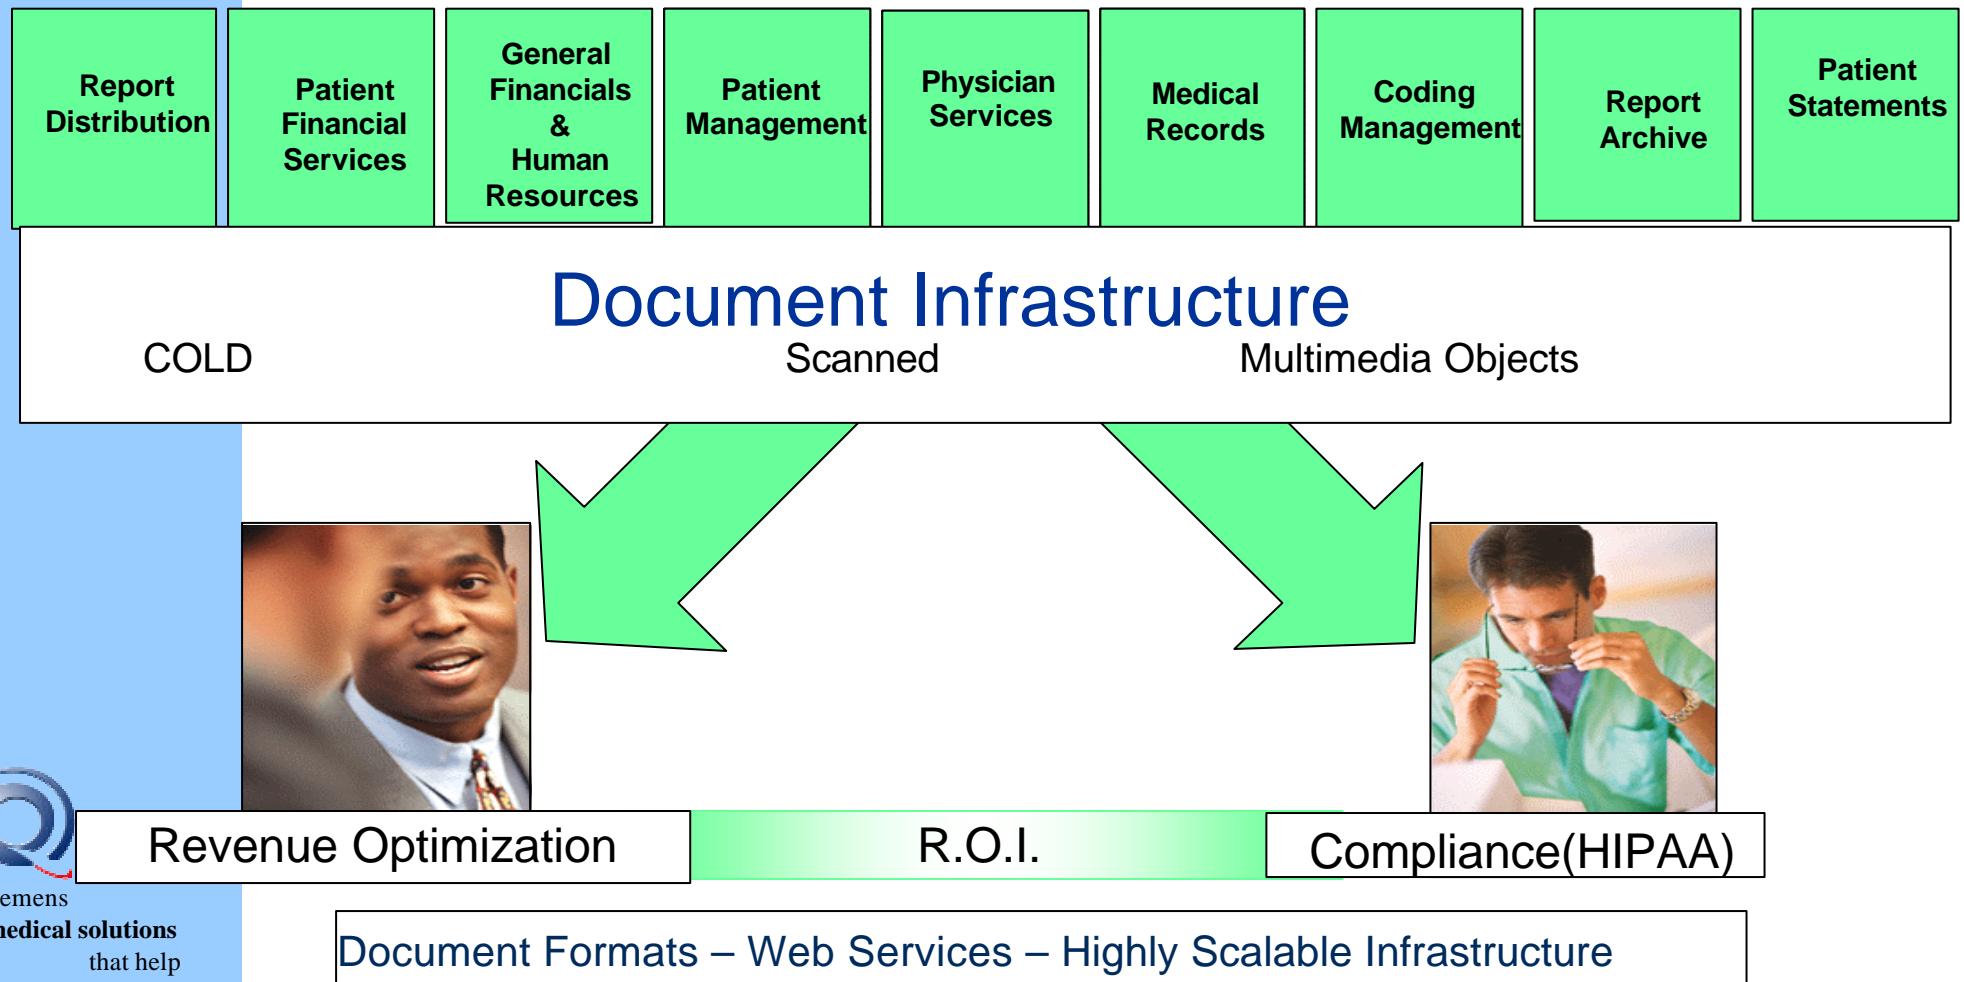 Report
Distribution
Patient
Financial
Services
General
Financials
&
Human
Resources
Patient
Management
Physician
Services
Medical
Records
Coding
Management
Report
Archive
Patient
Statements
Document Infrastructure
COLD
Scanned
Multimedia Objects
Revenue Optimization
R.O.I.
Compliance(HIPAA)
emens
medical solutions
that help
Document Formats – Web Services – Highly Scalable Infrastructure